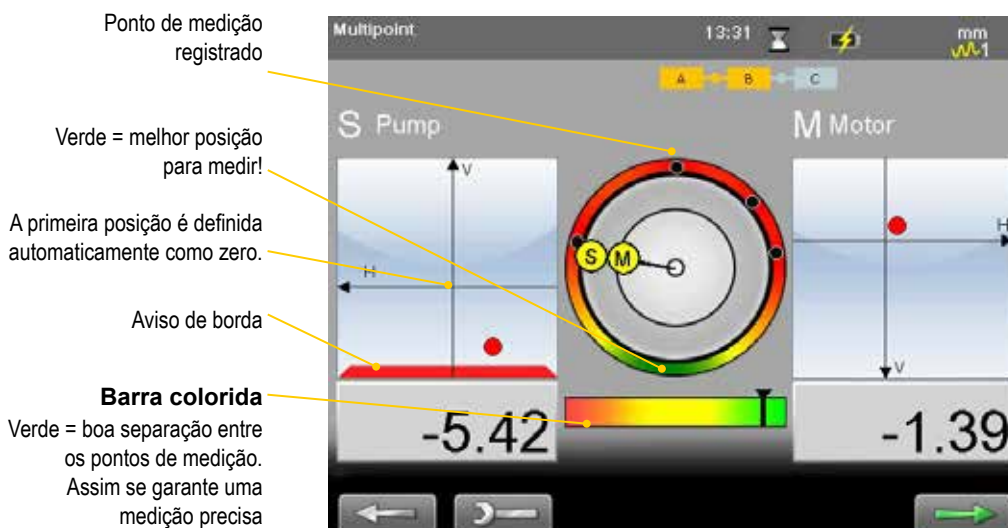 Ponto de medição
registrado
Verde = melhor posição
para medir!
A primeira posição é definida
automaticamente como zero.
Aviso de borda
Barra colorida
Verde = boa separação entre
os pontos de medição.
Assim se garante uma
medição precisa
Multipoint
13:31
mm
1
A
B
C
S Pump
M Motor
V
H
S
M
H
V
-5.42
-1.39